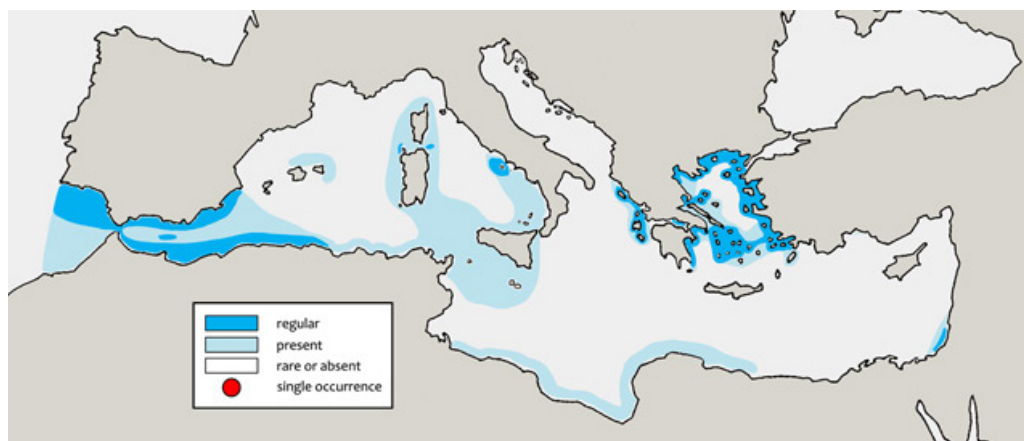 regular
present
rare or absent
single occurrence